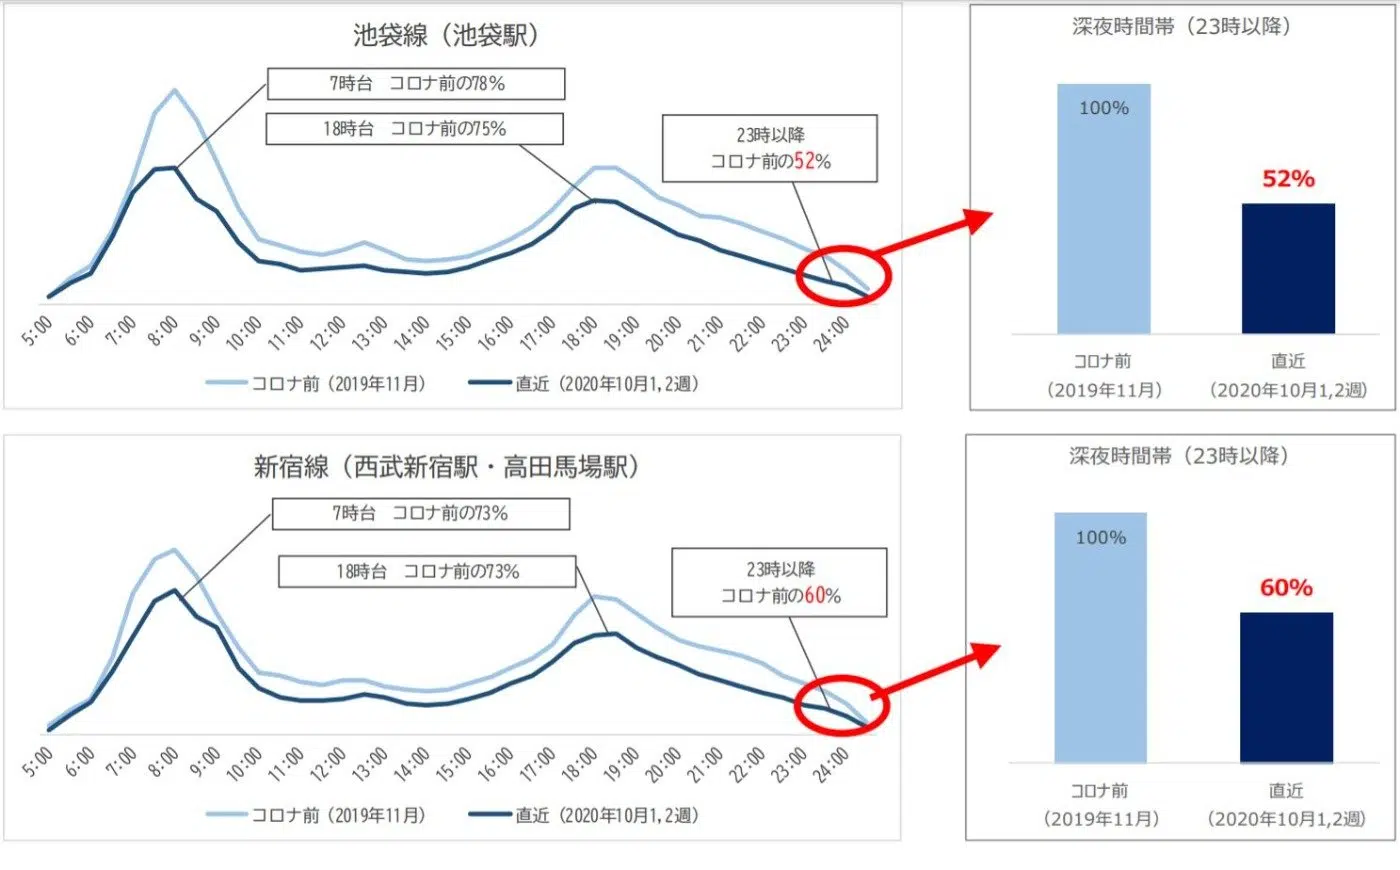 池袋線（池袋駅）
7時台　コロナ前の78%
18時台　コロナ前の75%
23時以降
コロナ前の52%
5:00
6:00
7:00
8:00
9:00
10:00
11:00
12:00
13:00
14:00
15:00
16:00
17:00
18:00
19:00
20:00
21:00
22:00
23:00
24:00
コロナ前（2019年11月）
直近（2020年10月1,2週）
深夜時間帯（23時以降）
100%
52%
コロナ前
（2019年11月）
直近
（2020年10月1,2週）
新宿線（西武新宿駅・高田馬場駅）
7時台　コロナ前の73%
18時台　コロナ前の73%
23時以降
コロナ前の60%
5:00
6:00
7:00
8:00
9:00
10:00
11:00
12:00
13:00
14:00
15:00
16:00
17:00
18:00
19:00
20:00
21:00
22:00
23:00
24:00
コロナ前（2019年11月）
直近（2020年10月1,2週）
深夜時間帯（23時以降）
100%
60%
コロナ前
（2019年11月）
直近
（2020年10月1,2週）